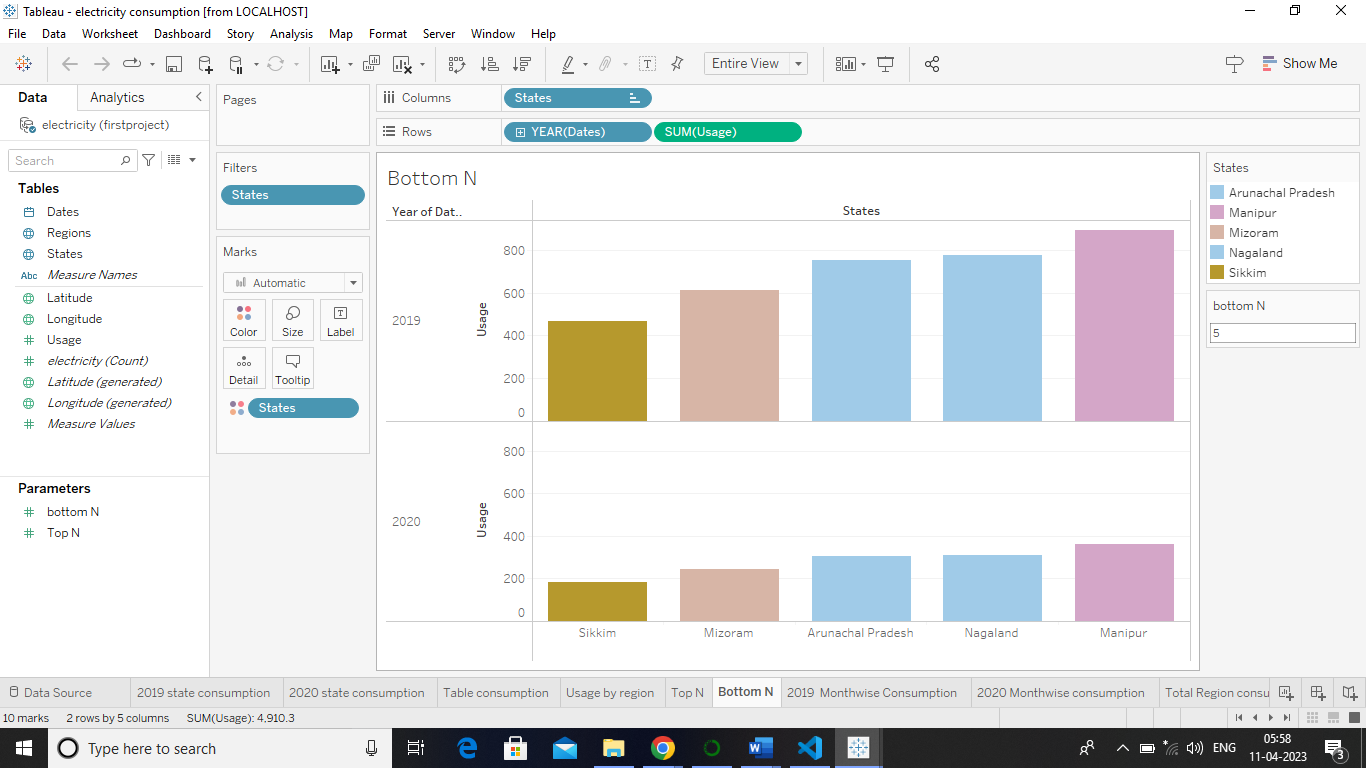 Tableau - electricity consumption [from LOCALHOST]
File Data Worksheet Dashboard Story Analysis Map Format Server Window Help
Entire View
Show Me
Data Analytics
electricity (firstproject)
Search
Tables
Dates
Regions
States
Abc Measure Names
Latitude
Longitude
Usage
electricity (Count)
Latitude (generated)
Longitude (generated)
Measure Values
Parameters
bottom N
Top N
Pages
Filters
States
Marks
Automatic
Color Size Label
Detail Tooltip
States
Columns States
Rows YEAR(Dates) SUM(Usage)
Bottom N
Year of Dat..
States
2019
Usage
800
600
400
200
0
2020
Usage
800
600
400
200
0
Sikkim Mizoram Arunachal Pradesh Nagaland Manipur
States
Arunachal Pradesh
Manipur
Mizoram
Nagaland
Sikkim
bottom N
5
Data Source 2019 state consumption 2020 state consumption Table consumption Usage by region Top N Bottom N 2019 Monthwise Consumption 2020 Monthwise consumption Total Region consu
10 marks 2 rows by 5 columns SUM(Usage): 4,910.3
Type here to search
ENG
05:58
11-04-2023
3